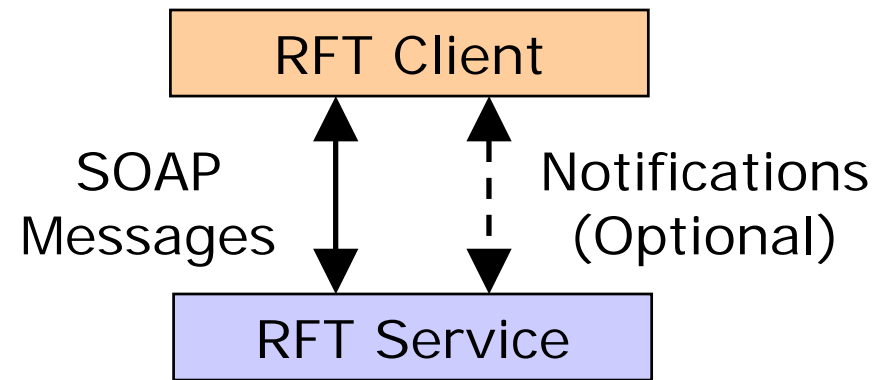 RFT Client
SOAP
Messages
Notifications
(Optional)
RFT Service